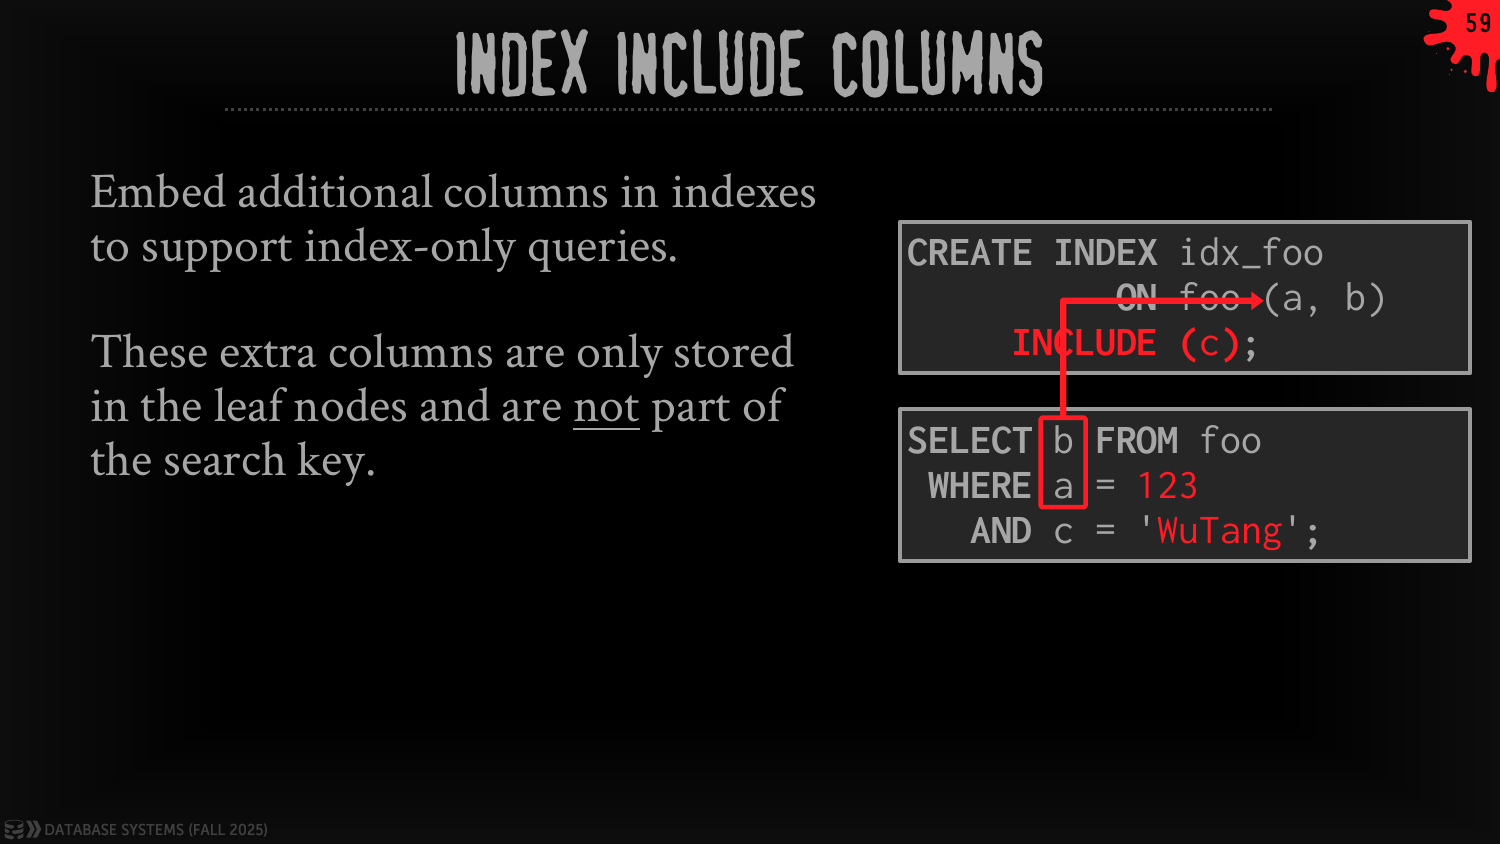 INDEX INCLUDE COLUMNS
59
Embed additional columns in indexes
to support index-only queries.
These extra columns are only stored
in the leaf nodes and are not part of
the search key.
CREATE INDEX idx_foo
ON foo (a, b)
INCLUDE (c);
SELECT b FROM foo
WHERE a = 123
AND c = 'WuTang';
DATABASE SYSTEMS (FALL 2025)